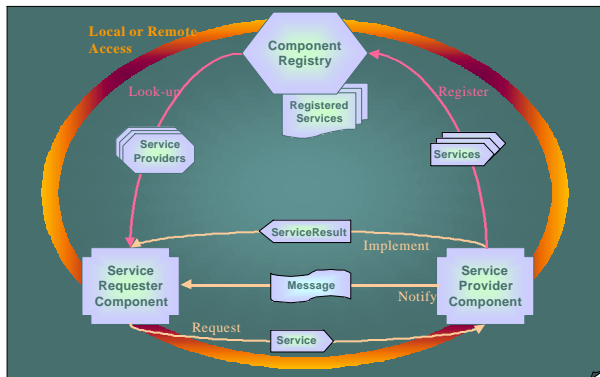 Local or Remote
Access
Component
Registry
Look-up
Register
Registered
Services
Service
Providers
Services
ServiceResult
Implement
Service
Requester
Component
Message
Notify
Service
Provider
Component
Request
Service